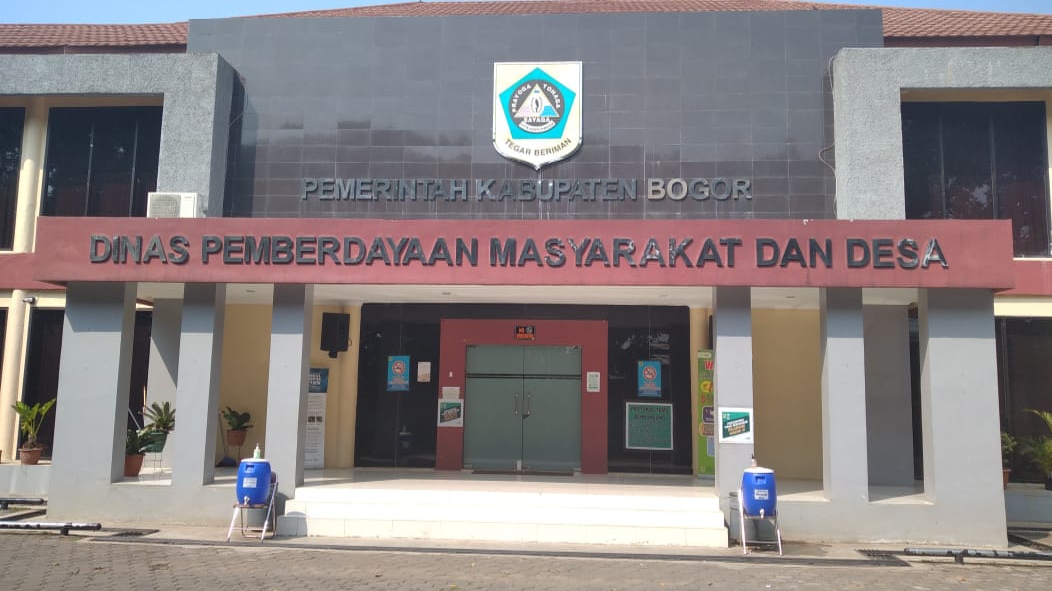 PRAYOGA TOHAGA
SAYAGA
TEGAR BERIMAN
PEMERINTAH KABUPATEN BOGOR
DINAS PEMBERDAYAAN MASYARAKAT DAN DESA